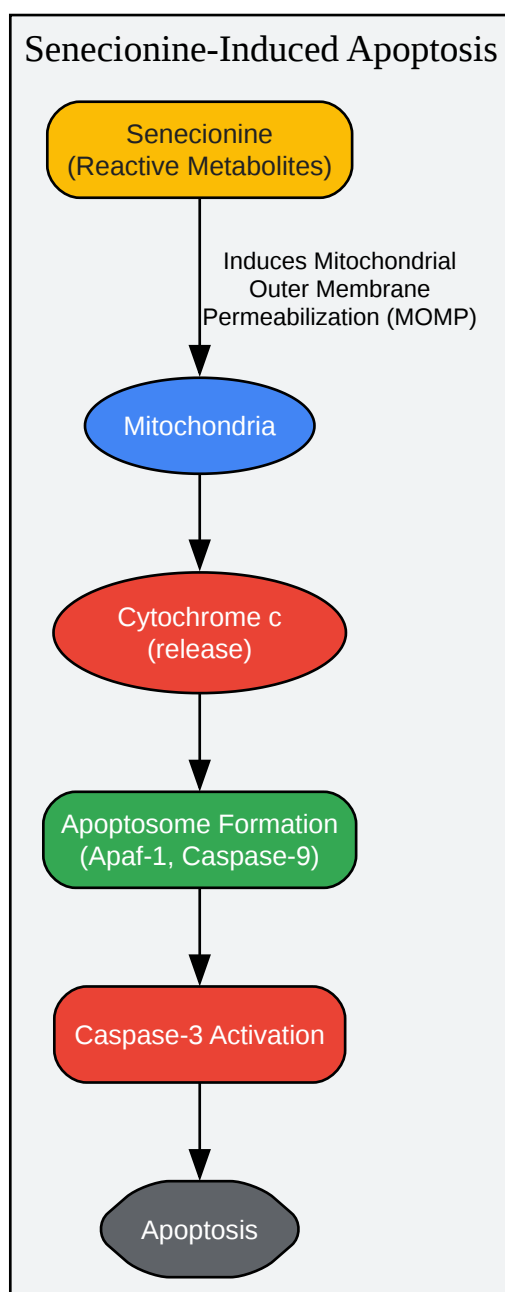 Senecionine-Induced Apoptosis
Senecionine
(Reactive Metabolites)
Induces Mitochondrial
Outer Membrane
Permeabilization (MOMP)
Mitochondria
Cytochrome c
(release)
Apoptosome Formation
(Apaf-1, Caspase-9)
Caspase-3 Activation
Apoptosis